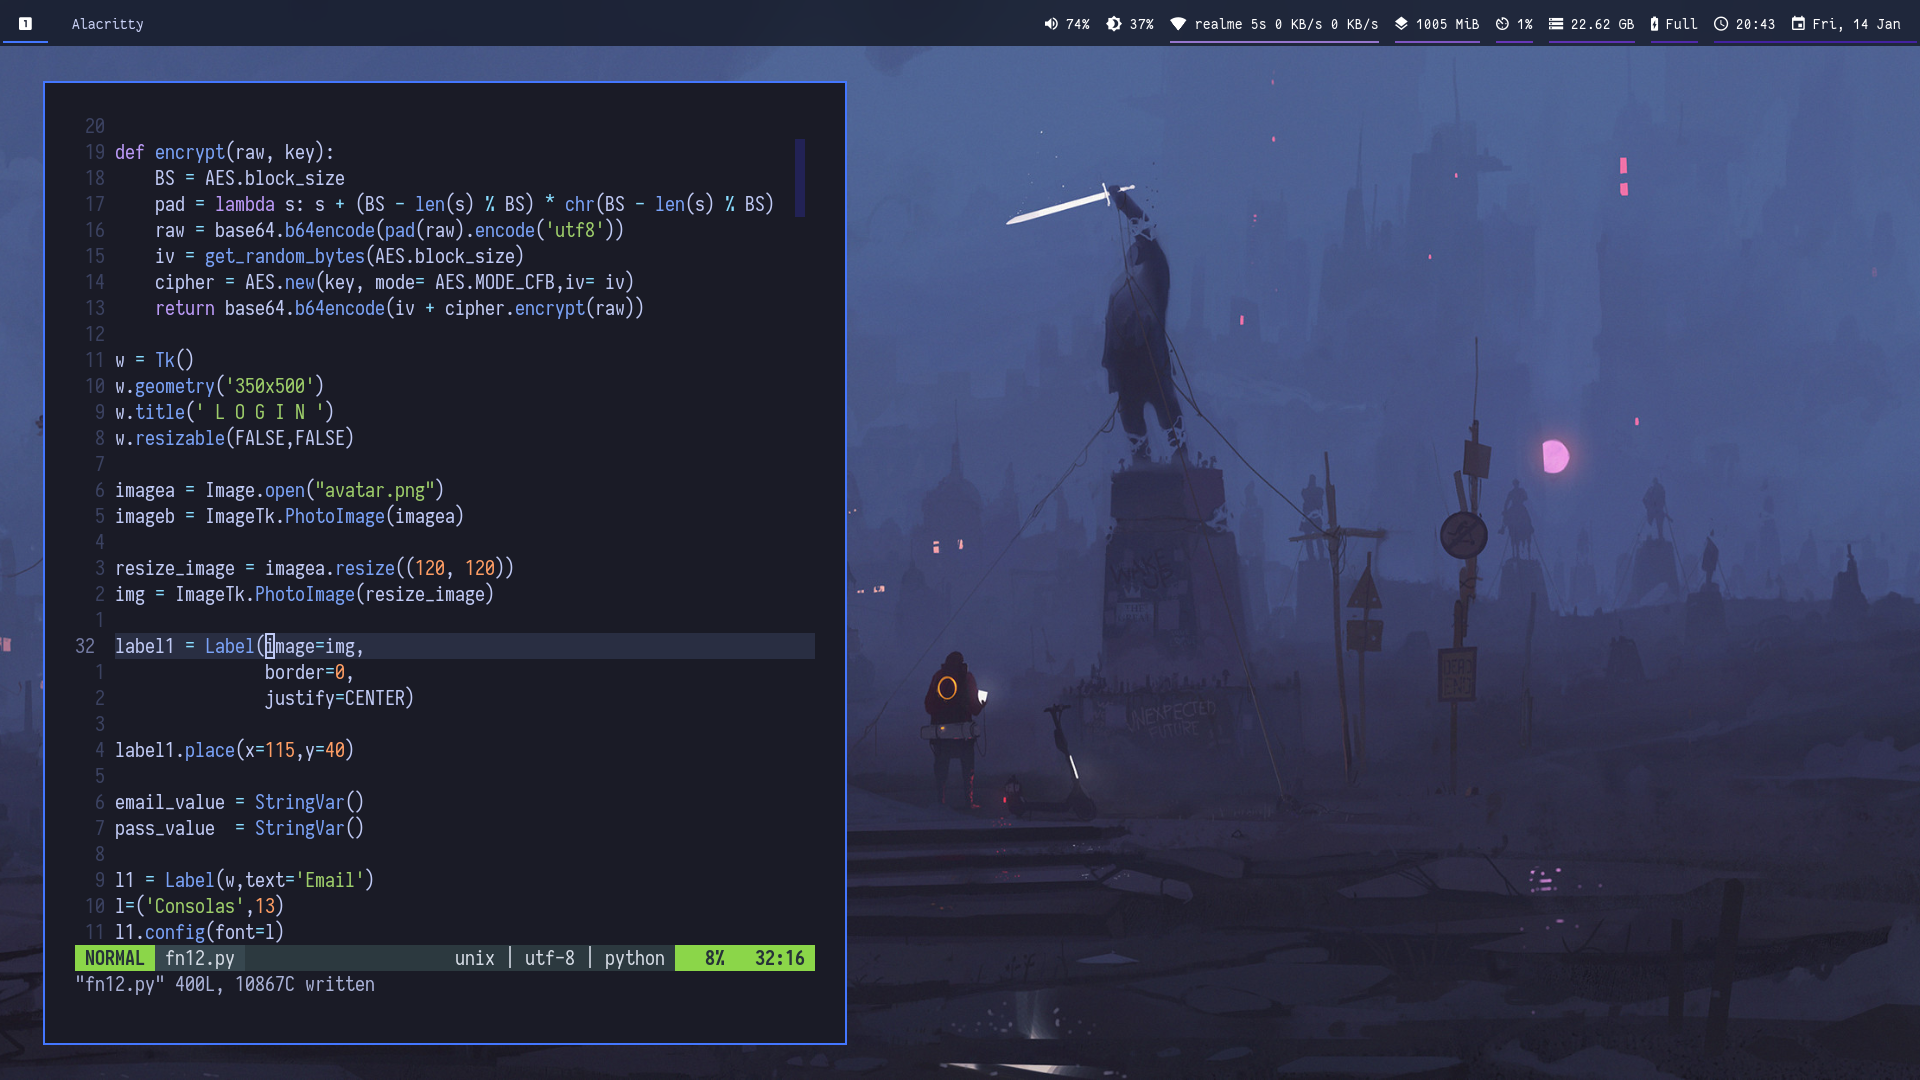 1 Alacritty 74% 37% realme 5s 0 KB/s 0 KB/s 1005 MiB 1% 22.62 GB Full 20:43 Fri, 14 Jan
20
19 def encrypt(raw, key):
18     BS = AES.block_size
17     pad = lambda s: s + (BS - len(s) % BS) * chr(BS - len(s) % BS)
16     raw = base64.b64encode(pad(raw).encode('utf8'))
15     iv = get_random_bytes(AES.block_size)
14     cipher = AES.new(key, mode= AES.MODE_CFB,iv= iv)
13     return base64.b64encode(iv + cipher.encrypt(raw))
12
11 w = Tk()
10 w.geometry('350x500')
9 w.title(' L O G I N ')
8 w.resizable(FALSE,FALSE)
7
6 imagea = Image.open("avatar.png")
5 imageb = ImageTk.PhotoImage(imagea)
4
3 resize_image = imagea.resize((120, 120))
2 img = ImageTk.PhotoImage(resize_image)
1
32 label1 = Label(image=img,
1                border=0,
2                justify=CENTER)
3
4 label1.place(x=115,y=40)
5
6 email_value = StringVar()
7 pass_value  = StringVar()
8
9 l1 = Label(w,text='Email')
10 l=('Consolas',13)
11 l1.config(font=l)
NORMAL fn12.py unix | utf-8 | python 8% 32:16
"fn12.py" 400L, 10867C written
UNEXPECTED
FUTURE
DEAD
END